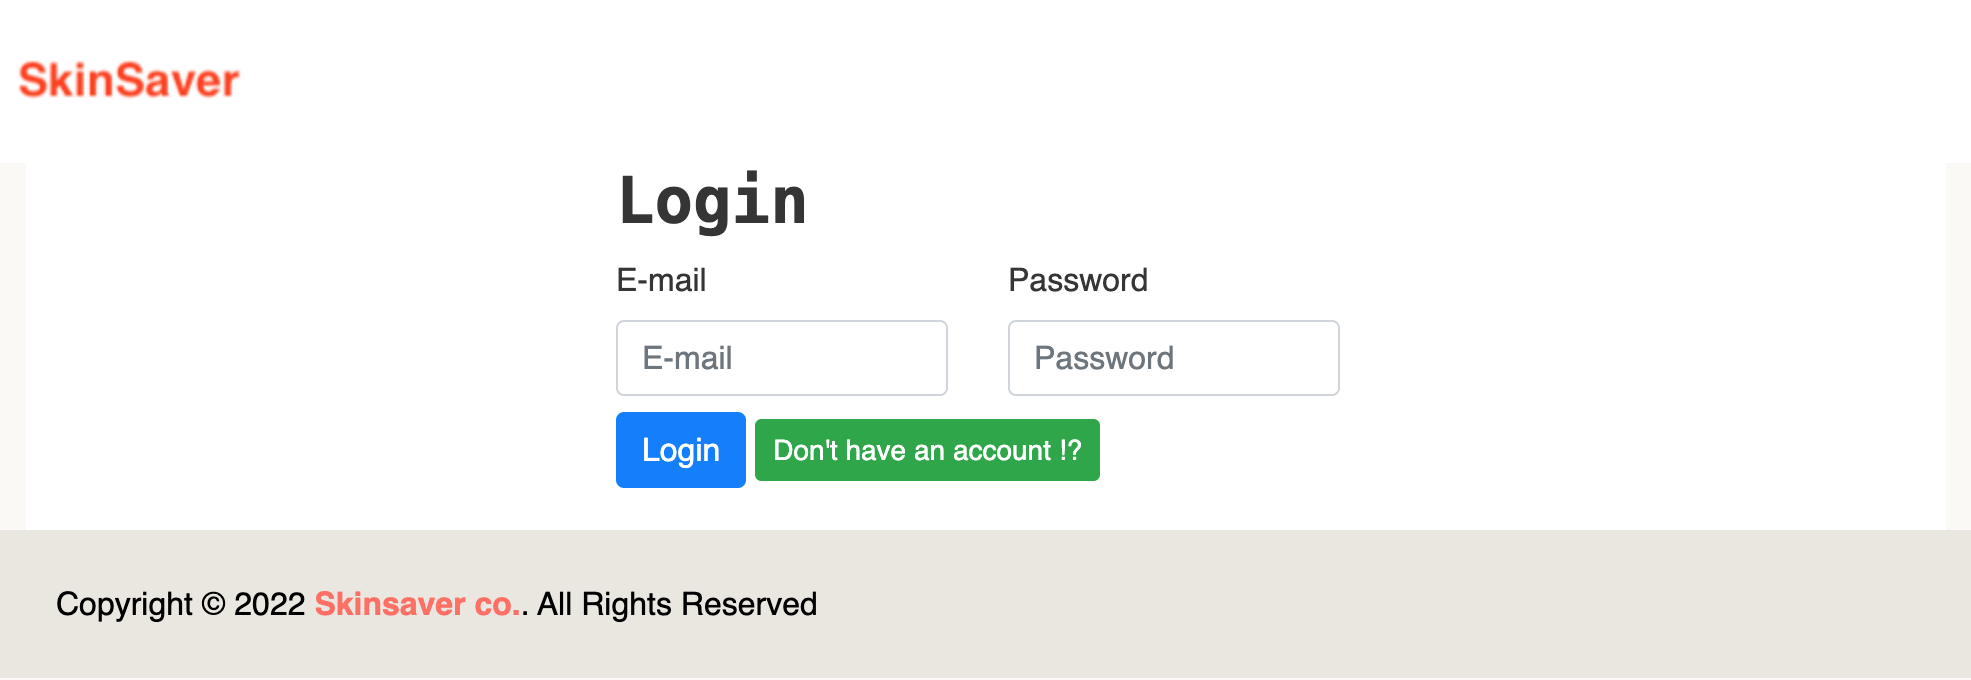 SkinSaver
Login
E-mail Password
E-mail Password
Login Don't have an account !?
Copyright © 2022 Skinsaver co.. All Rights Reserved